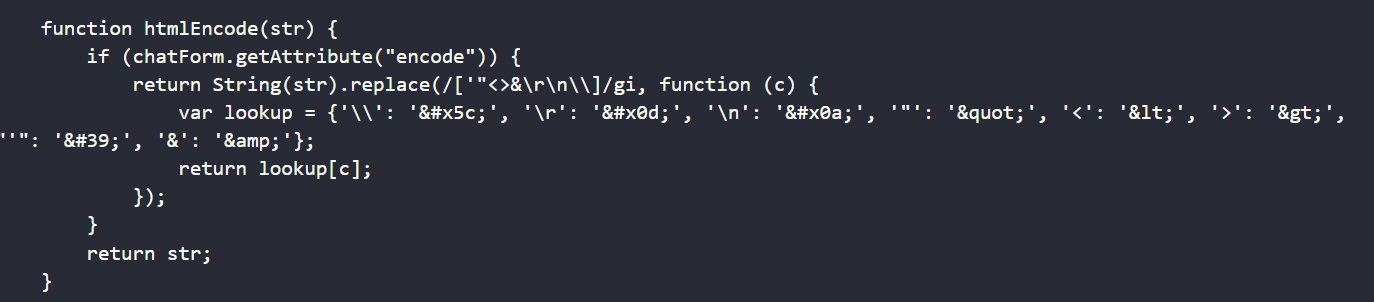 function htmlEncode(str) {
if (chatForm.getAttribute("encode")) {
return String(str).replace(/['"<>&\r\n\\]/gi, function (c) {
var lookup = {'\\': '&#x5c;', '\r': '&#x0d;', '\n': '&#x0a;', '"': '&quot;', '<': '&lt;', '>': '&gt;',
''": '&#39;', '&': '&amp;'};
return lookup[c];
});
}
return str;
}